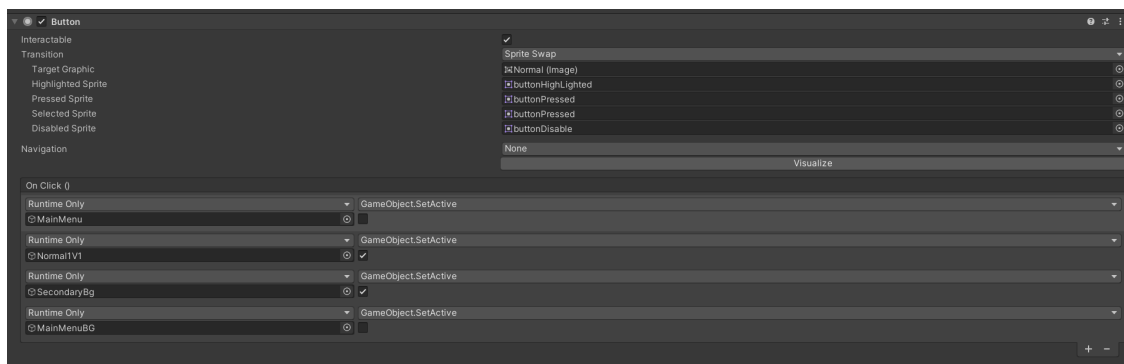 Button
Interactable
Transition Sprite Swap
Target Graphic Normal (Image)
Highlighted Sprite buttonHighLighted
Pressed Sprite buttonPressed
Selected Sprite buttonPressed
Disabled Sprite buttonDisable
Navigation None
Visualize
On Click ()
Runtime Only GameObject.SetActive
MainMenu
Runtime Only GameObject.SetActive
Normal1V1
Runtime Only GameObject.SetActive
SecondaryBg
Runtime Only GameObject.SetActive
MainMenuBG
+ −